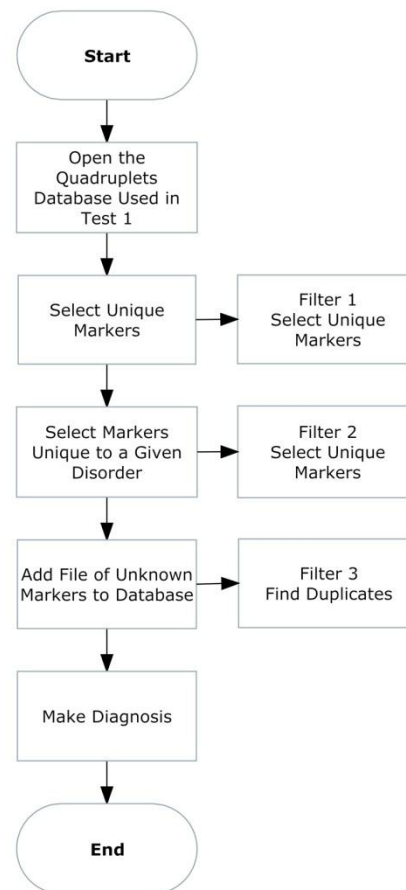 Start
Open the
Quadruplets
Database Used in
Test 1
Select Unique
Markers
Filter 1
Select Unique
Markers
Select Markers
Unique to a Given
Disorder
Filter 2
Select Unique
Markers
Add File of Unknown
Markers to Database
Filter 3
Find Duplicates
Make Diagnosis
End